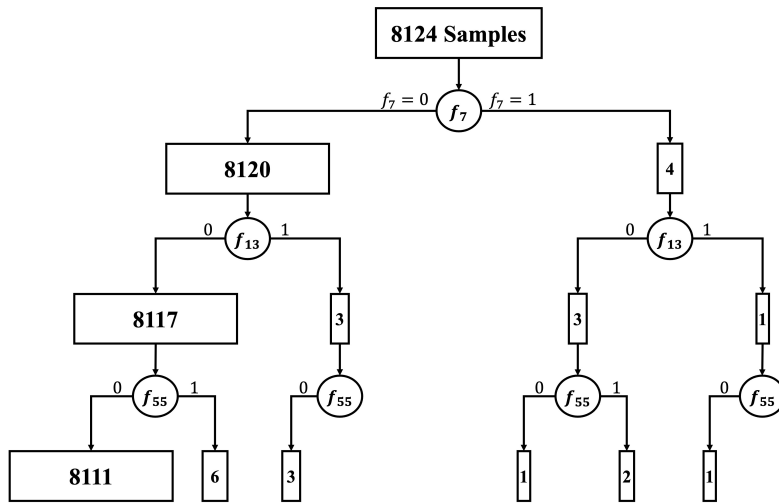 8124 Samples
f₇ = 0 f₇ f₇ = 1
8120 4
0 f₁₃ 1 0 f₁₃ 1
8117 3 3 1
0 f₅₅ 1 0 f₅₅ 0 f₅₅ 1 0 f₅₅
8111 6 3 1 2 1